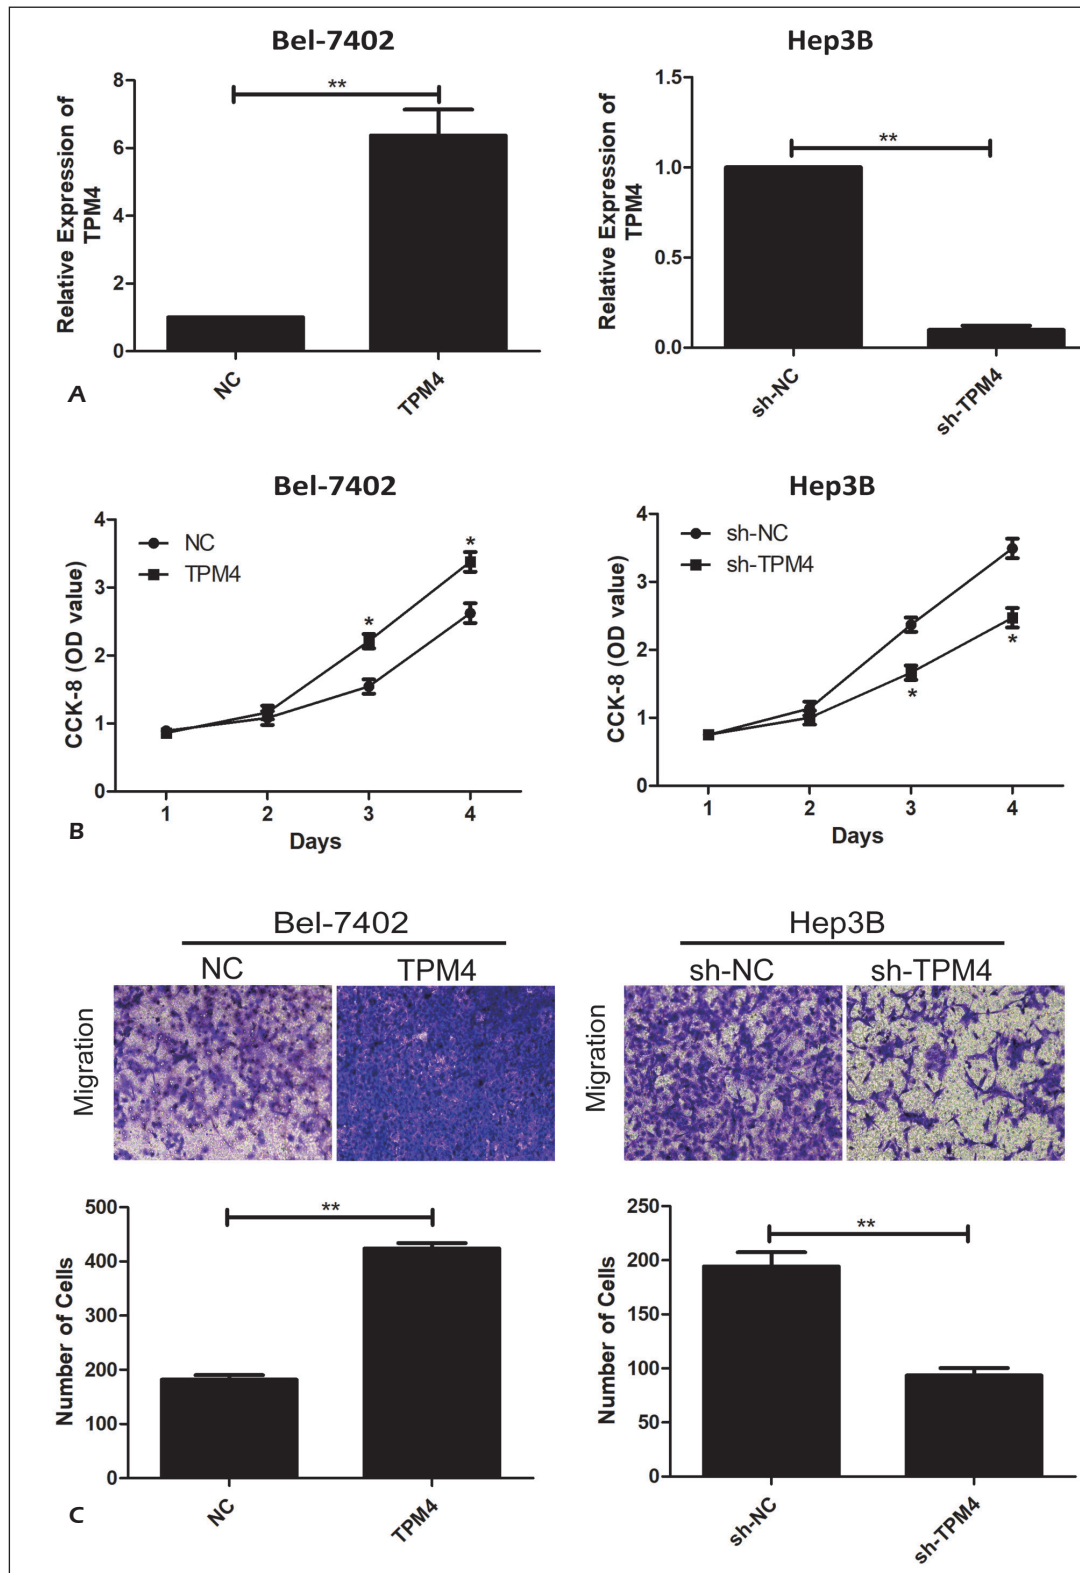 Bel-7402
Hep3B
Relative Expression of
TPM4
8
6
4
2
0
**
NC
TPM4
Relative Expression of
TPM4
1.5
1.0
0.5
0.0
**
sh-NC
sh-TPM4
A
Bel-7402
Hep3B
CCK-8 (OD value)
4
3
2
1
0
NC
TPM4
*
*
1
2
3
4
Days
CCK-8 (OD value)
4
3
2
1
0
sh-NC
sh-TPM4
*
*
1
2
3
4
Days
B
Bel-7402
Hep3B
NC
TPM4
sh-NC
sh-TPM4
Migration
Migration
Number of Cells
500
400
300
200
100
0
**
NC
TPM4
Number of Cells
250
200
150
100
50
0
**
sh-NC
sh-TPM4
C